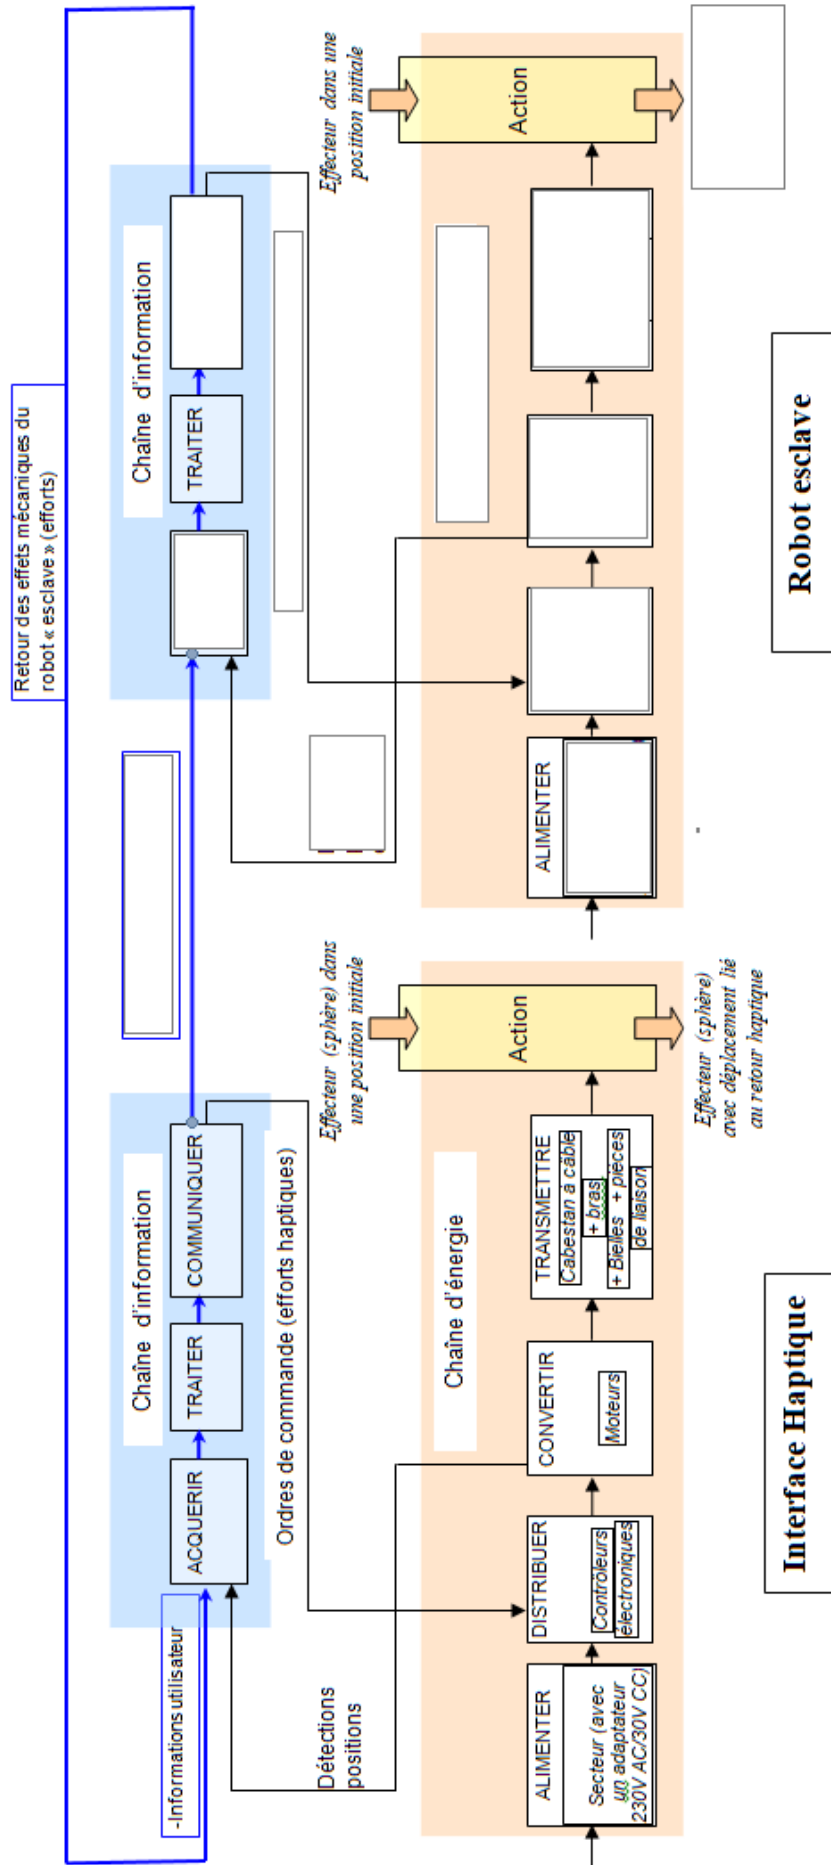 Retour des effets mécaniques du
robot « esclave » (efforts)
-Informations utilisateur
Chaîne d'information
ACQUERIR
TRAITER
COMMUNIQUER
Ordres de commande (efforts haptiques)
Détections
positions
Effecteur (sphère) dans
une position initiale
Chaîne d'énergie
ALIMENTER
Secteur (avec
un adaptateur
230V AC/30V CC)
DISTRIBUER
Contrôleurs
électroniques
CONVERTIR
Moteurs
TRANSMETTRE
Cabestan à câble
+ bras
+ Bielles + pièces
de liaison
Action
Effecteur (sphère)
avec déplacement lié
au retour haptique
Interface Haptique
Chaîne d'information
TRAITER
Effecteur dans une
position initiale
ALIMENTER
Action
Robot esclave